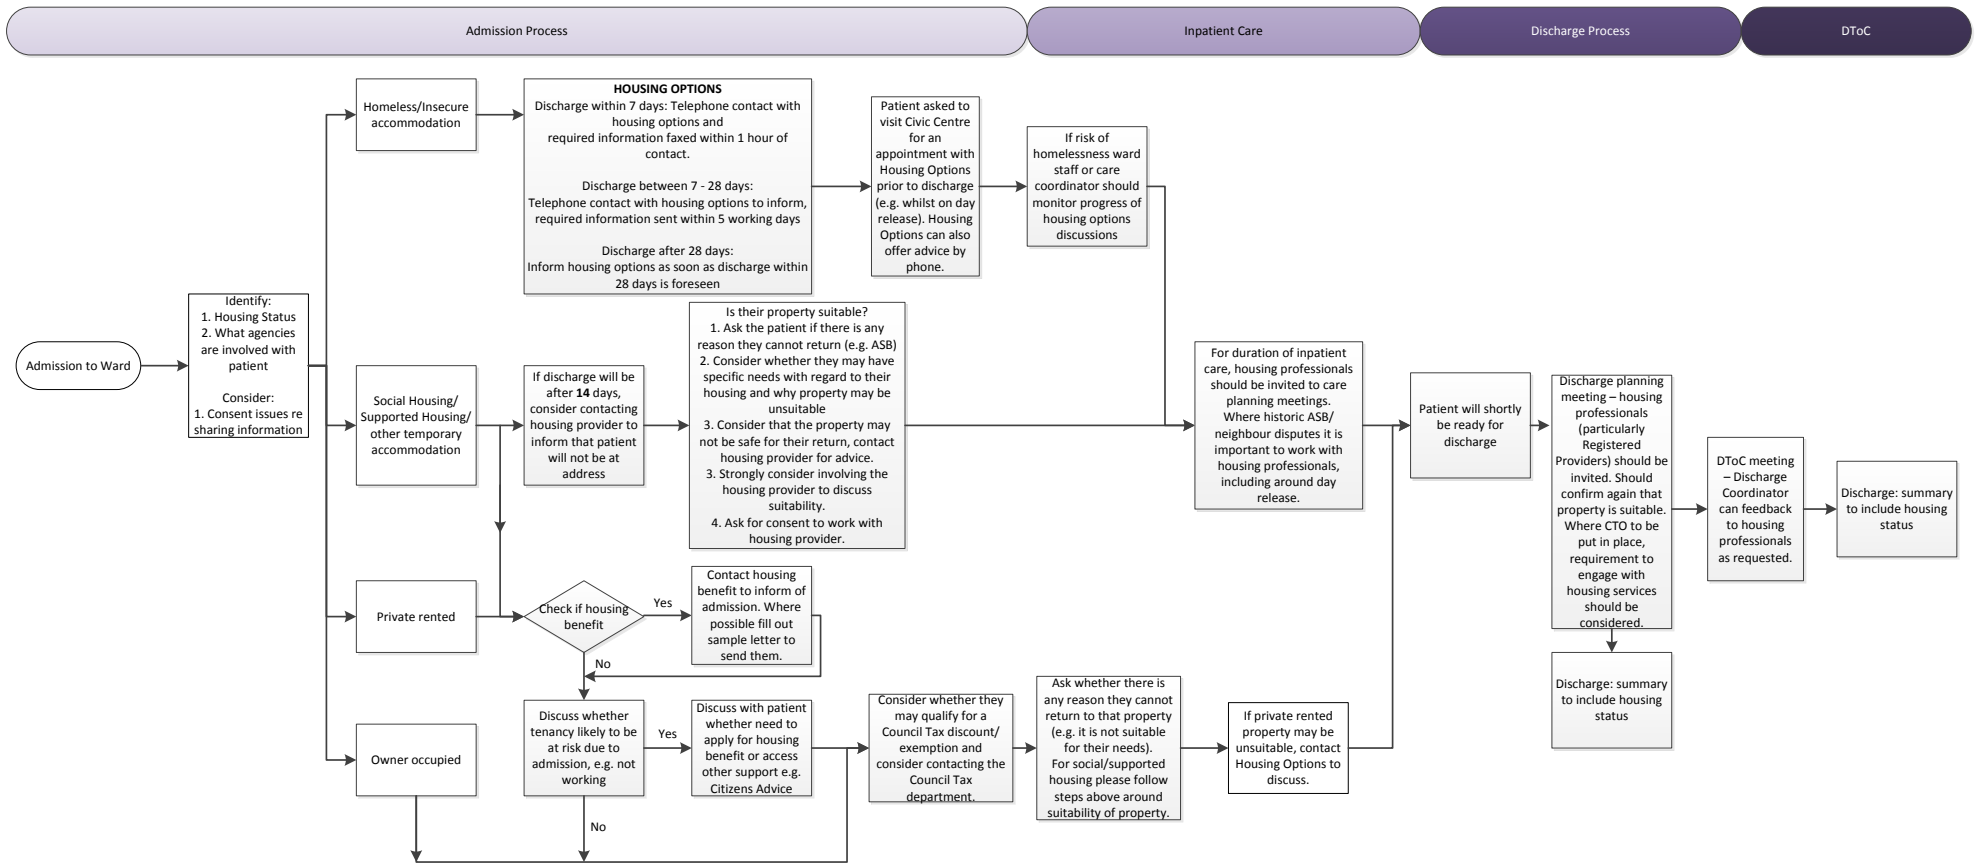 Admission Process
Inpatient Care
Discharge Process
DToC
Admission to Ward
Identify:
1. Housing Status
2. What agencies
are involved with
patient
Consider:
1. Consent issues re
sharing information
Homeless/Insecure
accommodation
HOUSING OPTIONS
Discharge within 7 days: Telephone contact with
housing options and
required information faxed within 1 hour of
contact.
Discharge between 7 - 28 days:
Telephone contact with housing options to inform,
required information sent within 5 working days
Discharge after 28 days:
Inform housing options as soon as discharge within
28 days is foreseen
Patient asked to
visit Civic Centre
for an
appointment with
Housing Options
prior to discharge
(e.g. whilst on day
release). Housing
Options can also
offer advice by
phone.
If risk of
homelessness ward
staff or care
coordinator should
monitor progress of
housing options
discussions
Social Housing/
Supported Housing/
other temporary
accommodation
If discharge will be
after 14 days,
consider contacting
housing provider to
inform that patient
will not be at
address
Is their property suitable?
1. Ask the patient if there is any
reason they cannot return (e.g. ASB)
2. Consider whether they may have
specific needs with regard to their
housing and why property may be
unsuitable
3. Consider that the property may
not be safe for their return, contact
housing provider for advice.
3. Strongly consider involving the
housing provider to discuss
suitability.
4. Ask for consent to work with
housing provider.
For duration of inpatient
care, housing professionals
should be invited to care
planning meetings.
Where historic ASB/
neighbour disputes it is
important to work with
housing professionals,
including around day
release.
Patient will shortly
be ready for
discharge
Discharge planning
meeting – housing
professionals
(particularly
Registered
Providers) should be
invited. Should
confirm again that
property is suitable.
Where CTO to be
put in place,
requirement to
engage with
housing services
should be
considered.
DToC meeting
– Discharge
Coordinator
can feedback
to housing
professionals
as requested.
Discharge: summary
to include housing
status
Discharge: summary
to include housing
status
Private rented
Check if housing
benefit
Yes
Contact housing
benefit to inform of
admission. Where
possible fill out
sample letter to
send them.
No
Owner occupied
Discuss whether
tenancy likely to be
at risk due to
admission, e.g. not
working
Yes
Discuss with patient
whether need to
apply for housing
benefit or access
other support e.g.
Citizens Advice
No
Consider whether they
may qualify for a
Council Tax discount/
exemption and
consider contacting the
Council Tax
department.
Ask whether there is
any reason they cannot
return to that property
(e.g. it is not suitable
for their needs).
For social/supported
housing please follow
steps above around
suitability of property.
If private rented
property may be
unsuitable, contact
Housing Options to
discuss.